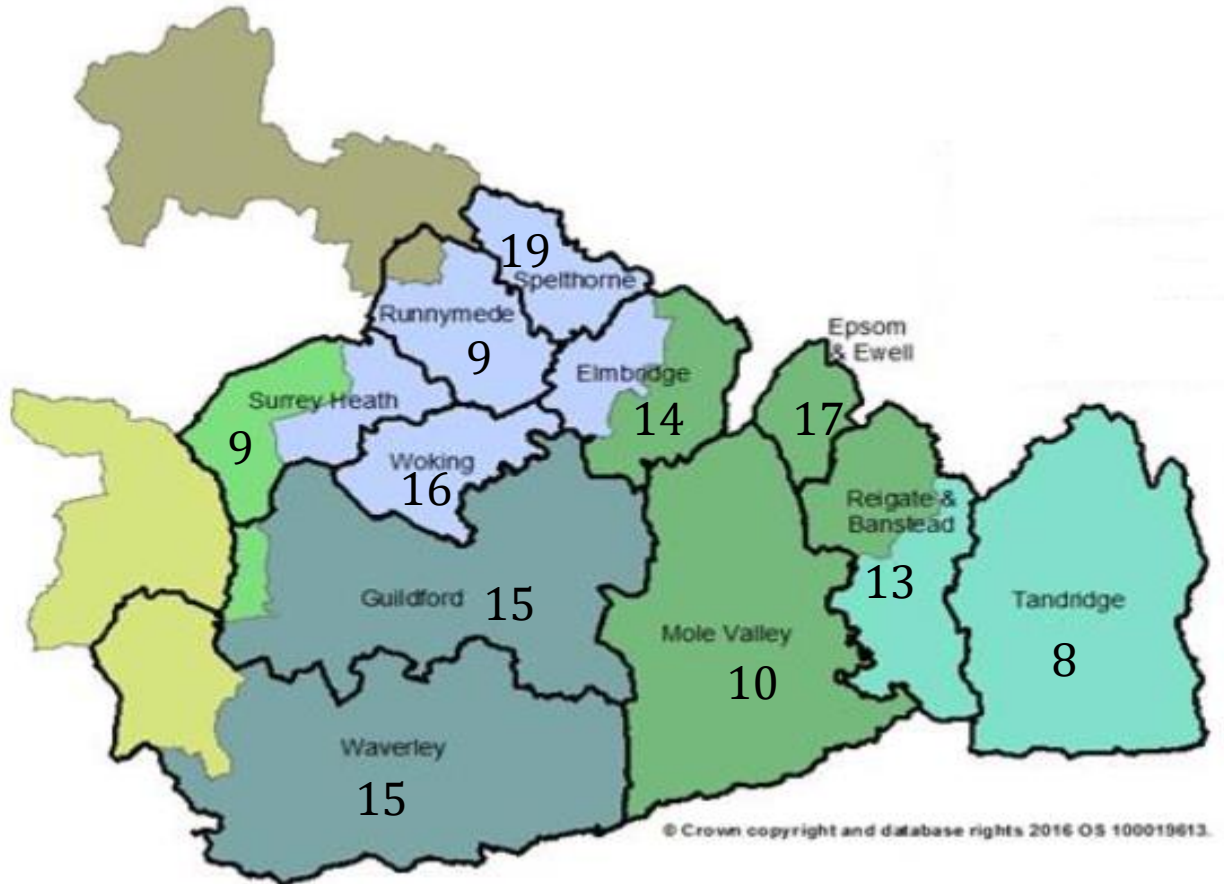 19
Spelthorne
Runnymede
9
Epsom
& Ewell
Elmbridge
14
17
Surrey Heath
9
Woking
16
Reigate &
Banstead
13
Guildford 15
Tandridge
8
Mole Valley
10
Waverley
15
© Crown copyright and database rights 2016 OS 100019613.